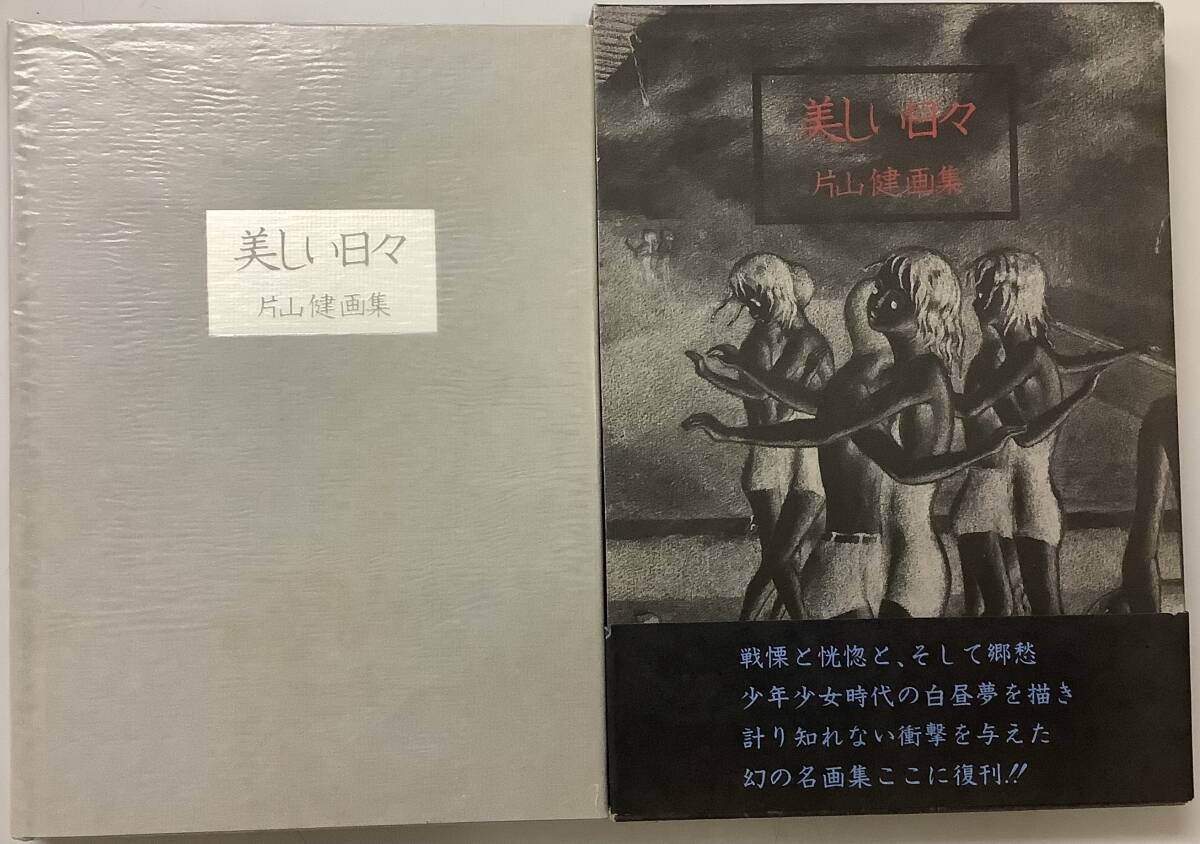 美しい日々
片山健画集
美しい日々
片山健画集
戦慄と恍惚と、そして郷愁
少年少女時代の白昼夢を描き
計り知れない衝撃を与えた
幻の名画集ここに復刊!!